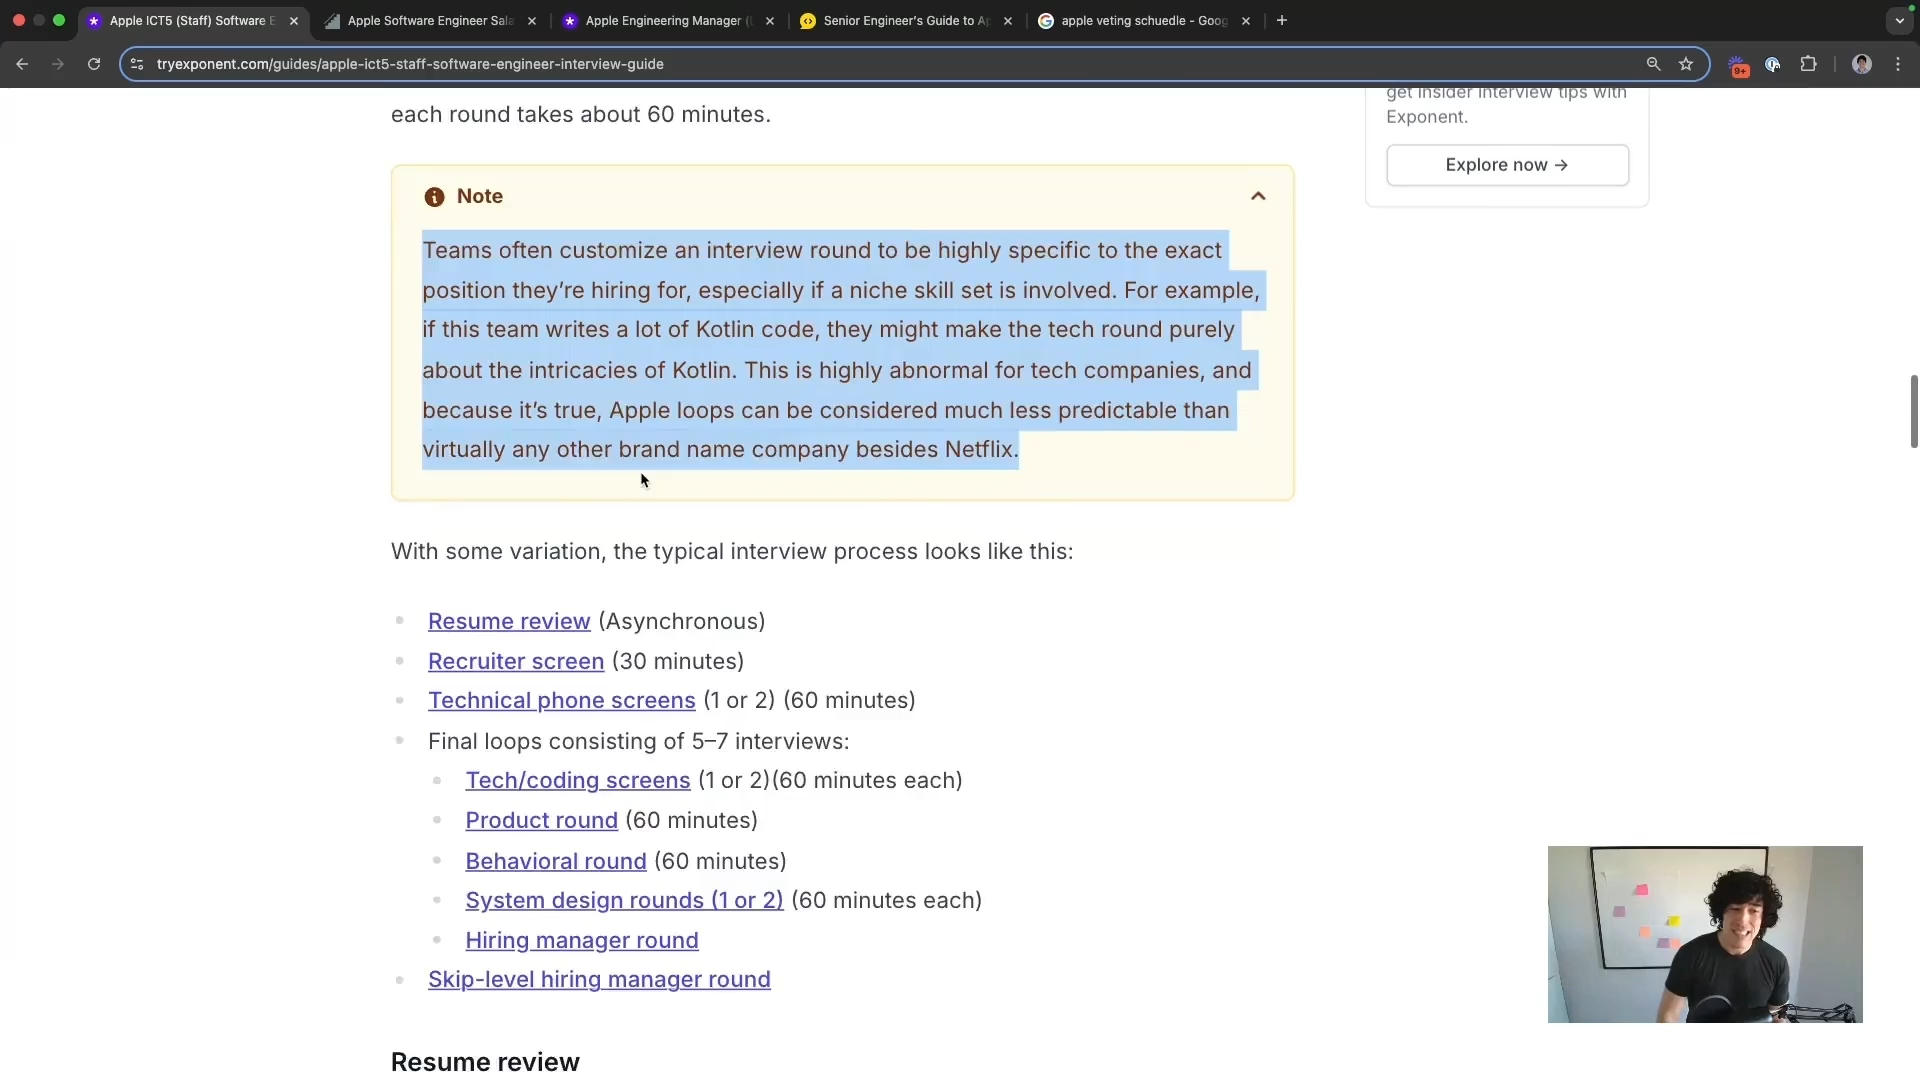 Apple ICT5 (Staff) Software E
Apple Software Engineer Sala
Apple Engineering Manager (
Senior Engineer's Guide to Ap
apple veting schuedle - Goog
tryexponent.com/guides/apple-ict5-staff-software-engineer-interview-guide
9+
get insider interview tips with
Exponent.
Explore now →
each round takes about 60 minutes.
Note
Teams often customize an interview round to be highly specific to the exact
position they’re hiring for, especially if a niche skill set is involved. For example,
if this team writes a lot of Kotlin code, they might make the tech round purely
about the intricacies of Kotlin. This is highly abnormal for tech companies, and
because it’s true, Apple loops can be considered much less predictable than
virtually any other brand name company besides Netflix.
With some variation, the typical interview process looks like this:
Resume review (Asynchronous)
Recruiter screen (30 minutes)
Technical phone screens (1 or 2) (60 minutes)
Final loops consisting of 5–7 interviews:
Tech/coding screens (1 or 2)(60 minutes each)
Product round (60 minutes)
Behavioral round (60 minutes)
System design rounds (1 or 2) (60 minutes each)
Hiring manager round
Skip-level hiring manager round
Resume review